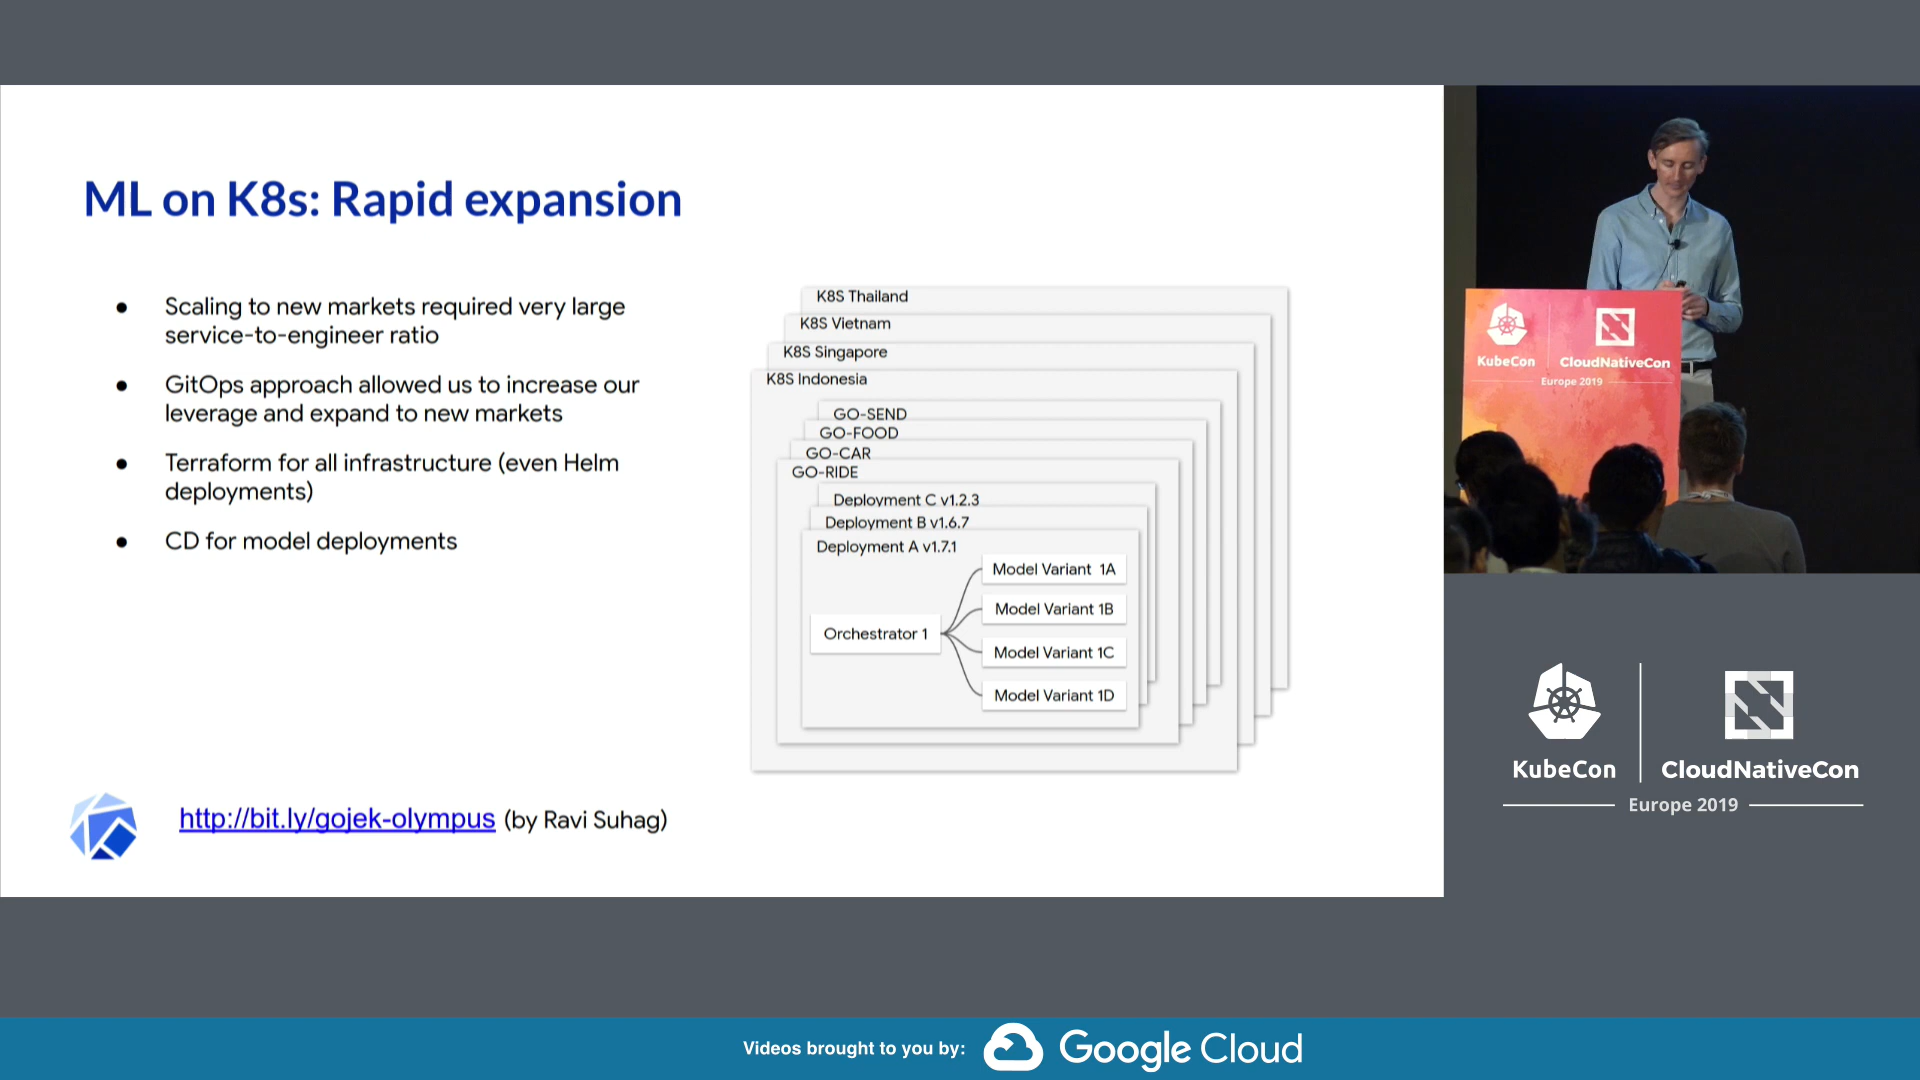 ML on K8s: Rapid expansion
● Scaling to new markets required very large
service-to-engineer ratio
● GitOps approach allowed us to increase our
leverage and expand to new markets
● Terraform for all infrastructure (even Helm
deployments)
● CD for model deployments
http://bit.ly/gojek-olympus (by Ravi Suhag)
K8S Thailand
K8S Vietnam
K8S Singapore
K8S Indonesia
GO-SEND
GO-FOOD
GO-CAR
GO-RIDE
Deployment C v1.2.3
Deployment B v1.6.7
Deployment A v1.7.1
Orchestrator 1
Model Variant 1A
Model Variant 1B
Model Variant 1C
Model Variant 1D
KubeCon CloudNativeCon
Europe 2019
KubeCon CloudNativeCon
Europe 2019
Videos brought to you by: Google Cloud